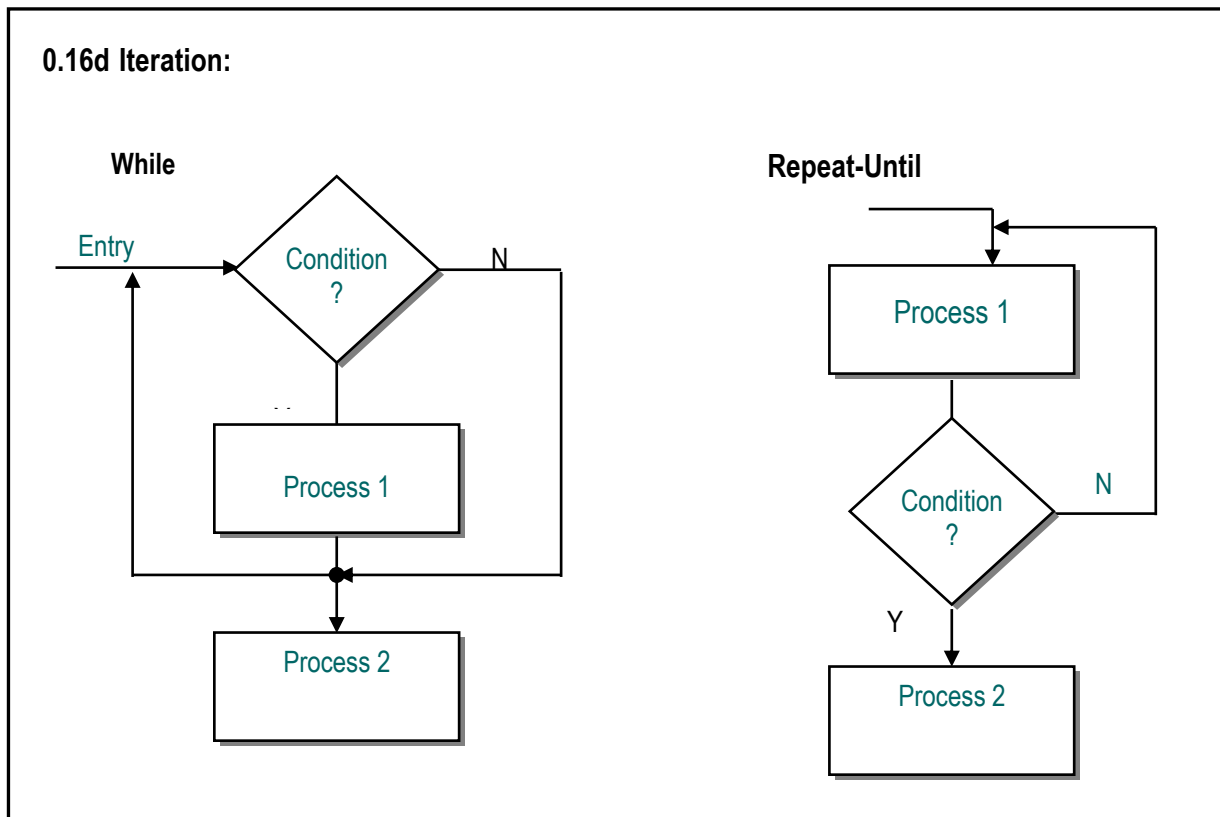 0.16d Iteration:
While
Entry
Condition
?
N
Process 1
Process 2
Repeat-Until
Process 1
Condition
?
N
Y
Process 2